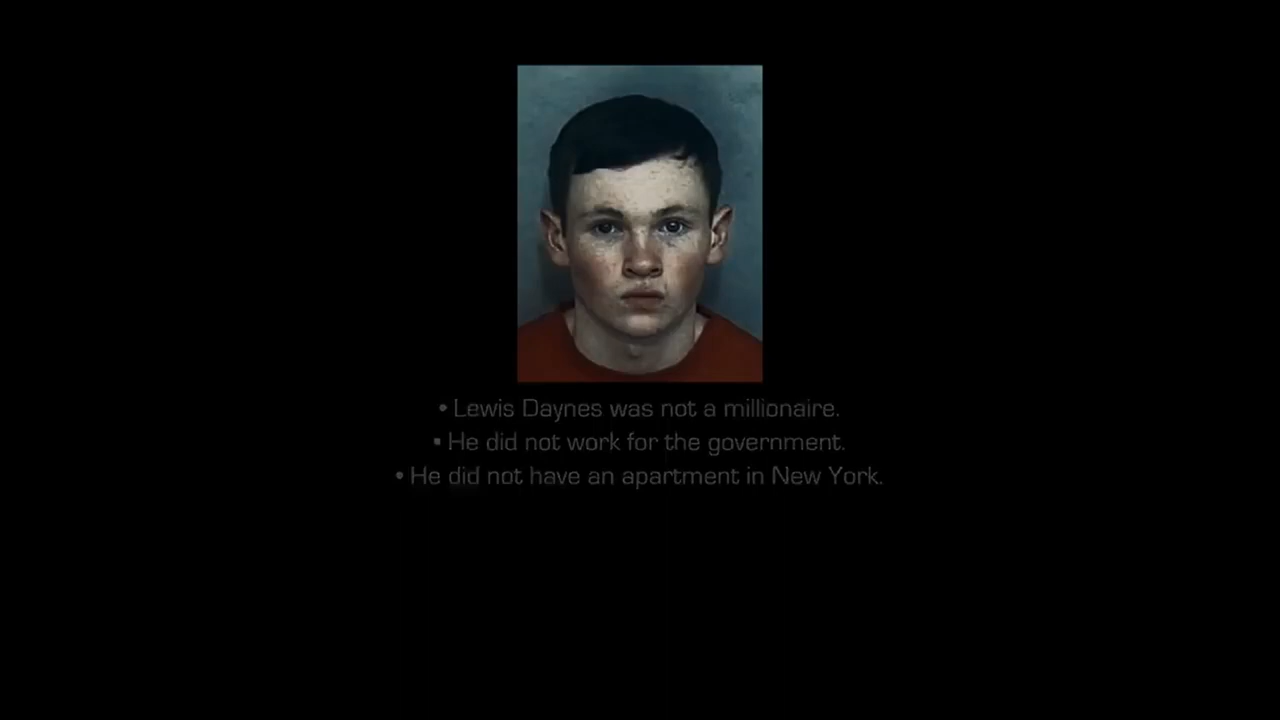 • Lewis Daynes was not a millionaire.
• He did not work for the government.
• He did not have an apartment in New York.